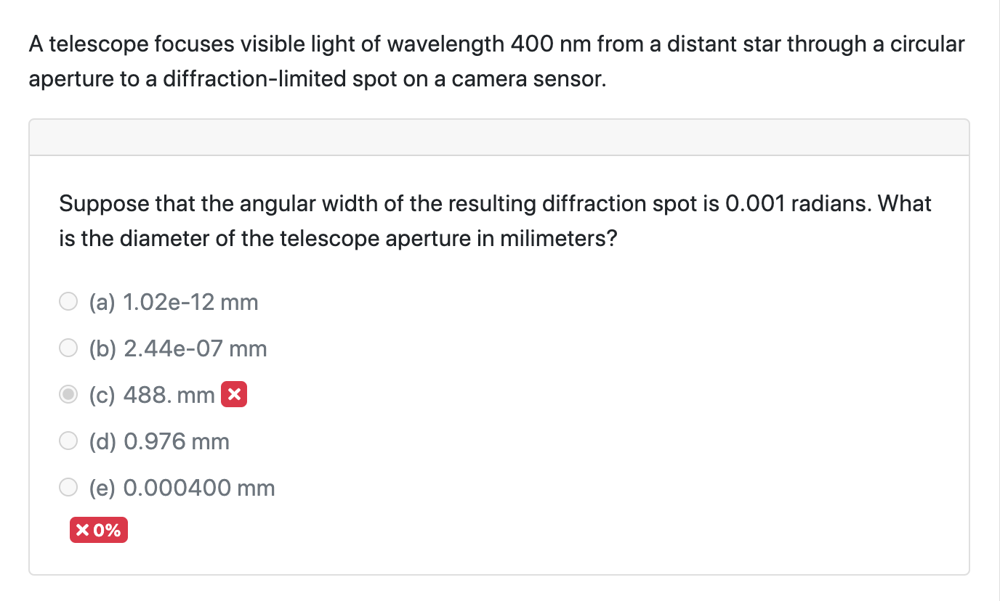 A telescope focuses visible light of wavelength 400 nm from a distant star through a circular
aperture to a diffraction-limited spot on a camera sensor.
Suppose that the angular width of the resulting diffraction spot is 0.001 radians. What
is the diameter of the telescope aperture in milimeters?
(a) 1.02e-12 mm
(b) 2.44e-07 mm
(c) 488. mm
(d) 0.976 mm
(e) 0.000400 mm
0%